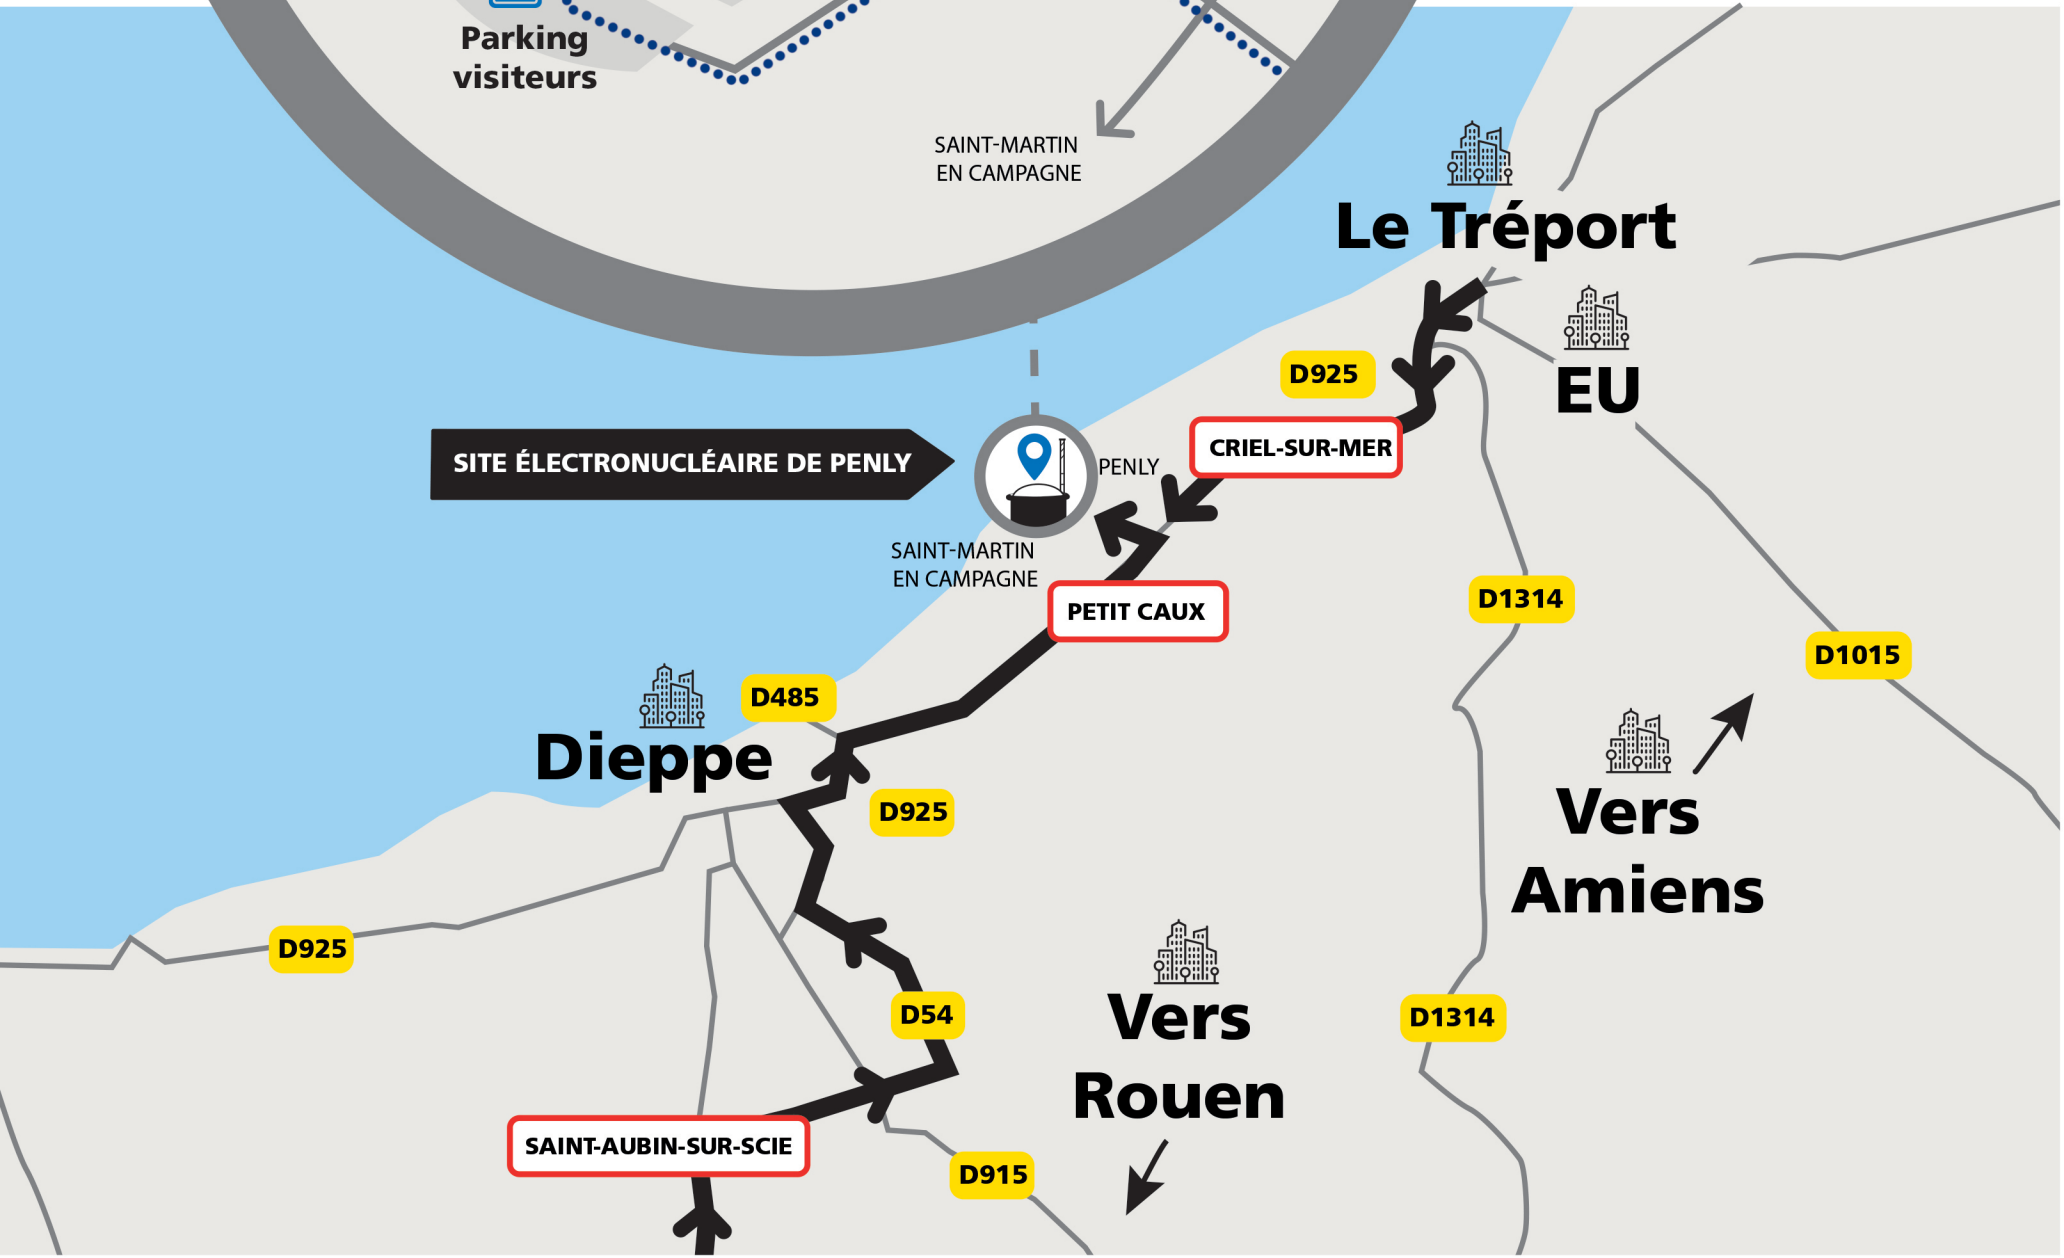 Parking
visiteurs
SAINT-MARTIN
EN CAMPAGNE
Le Tréport
D925
EU
CRIEL-SUR-MER
SITE ÉLECTRONUCLÉAIRE DE PENLY
PENLY
SAINT-MARTIN
EN CAMPAGNE
PETIT CAUX
D1314
D1015
D485
Dieppe
D925
Vers
Amiens
D925
D54
Vers
Rouen
D1314
SAINT-AUBIN-SUR-SCIE
D915